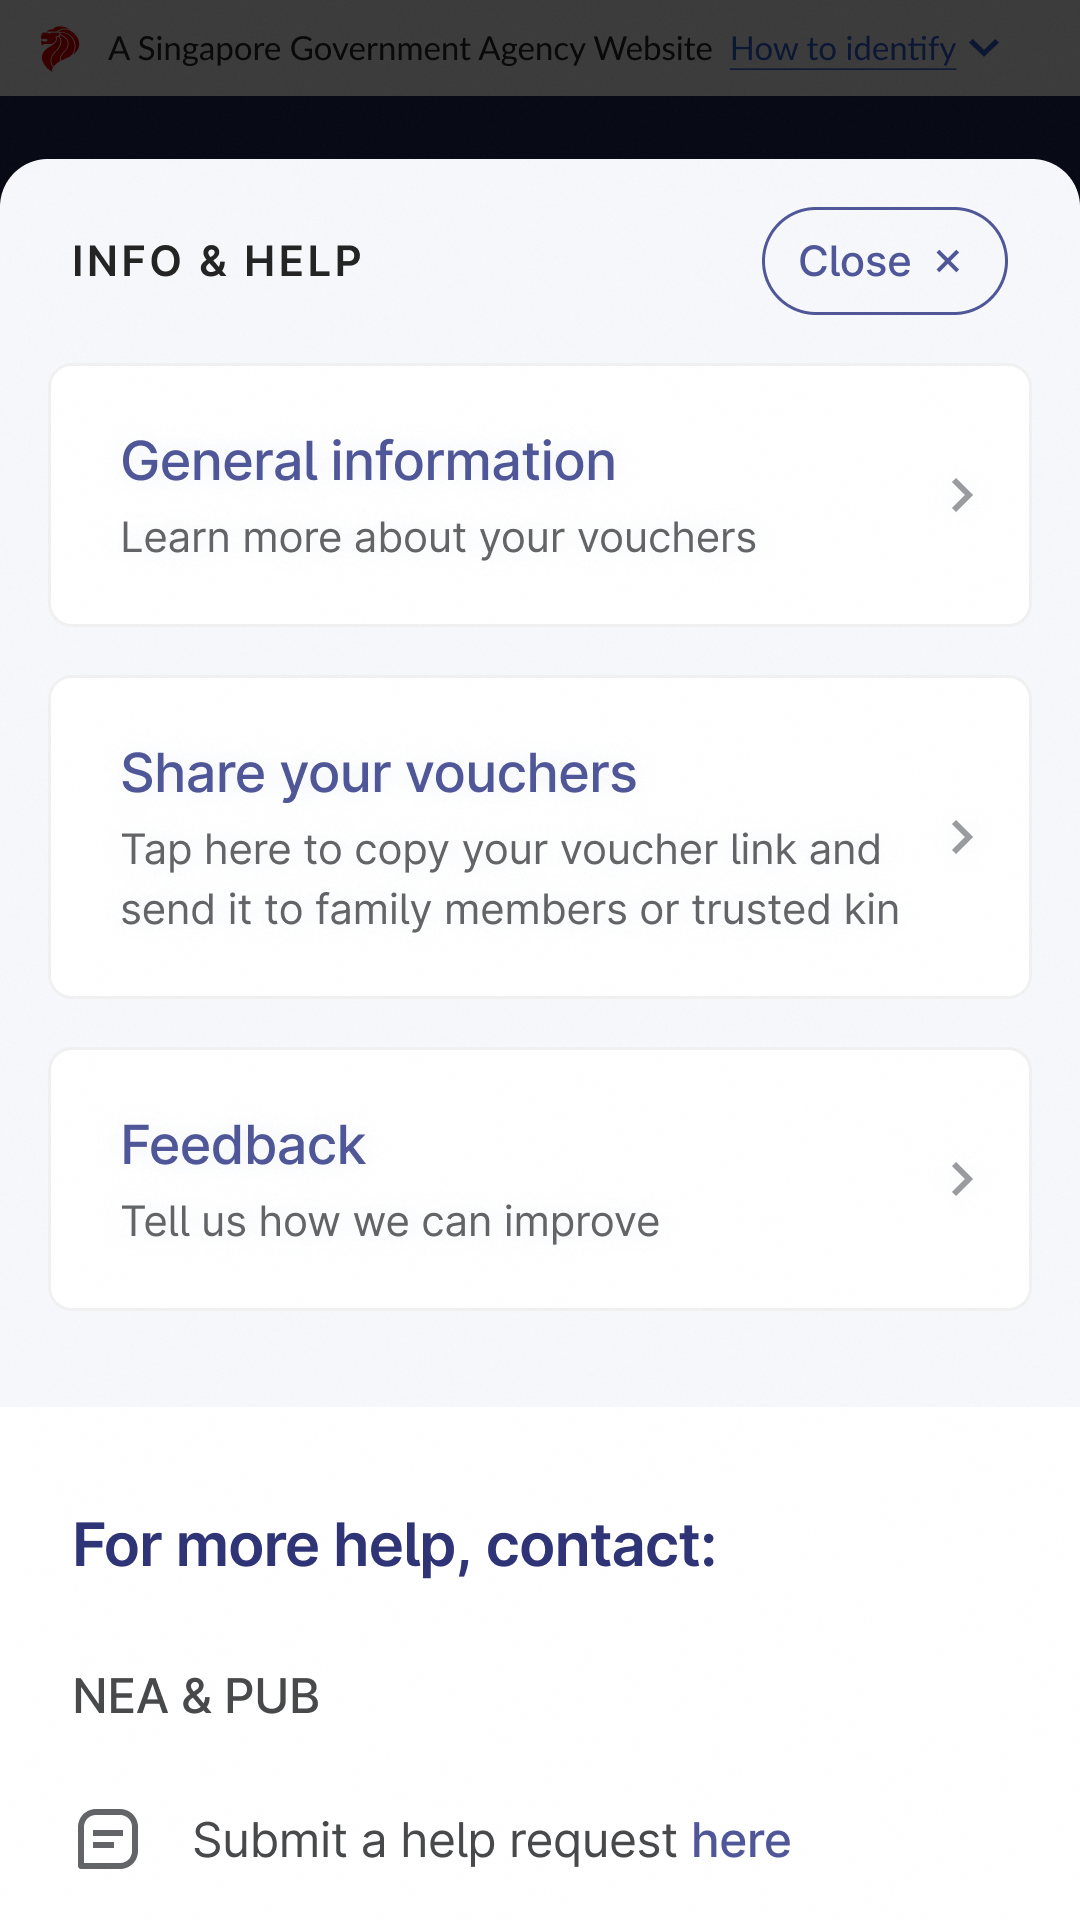 A Singapore Government Agency Website How to identify
INFO & HELP
Close
General information
Learn more about your vouchers
Share your vouchers
Tap here to copy your voucher link and
send it to family members or trusted kin
Feedback
Tell us how we can improve
For more help, contact:
NEA & PUB
Submit a help request here